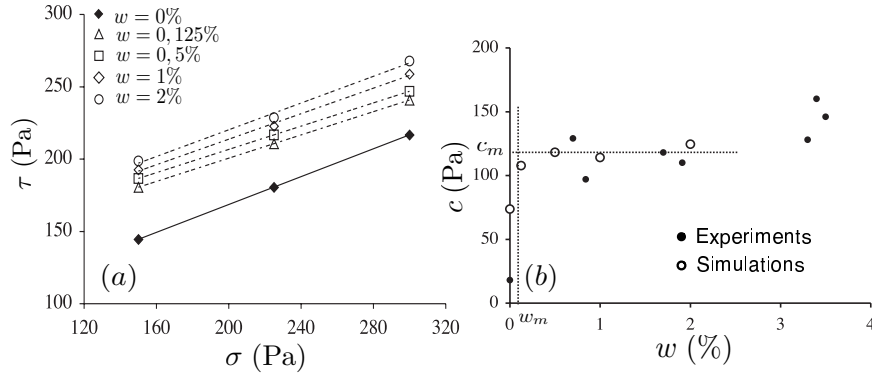 w = 0%
w = 0, 125%
w = 0, 5%
w = 1%
w = 2%
300
250
200
150
100
τ (Pa)
120
160
200
240
280
320
σ (Pa)
(a)
200
150
100
50
0
c (Pa)
c_m
w_m
0
1
2
3
4
w (%)
(b)
Experiments
Simulations